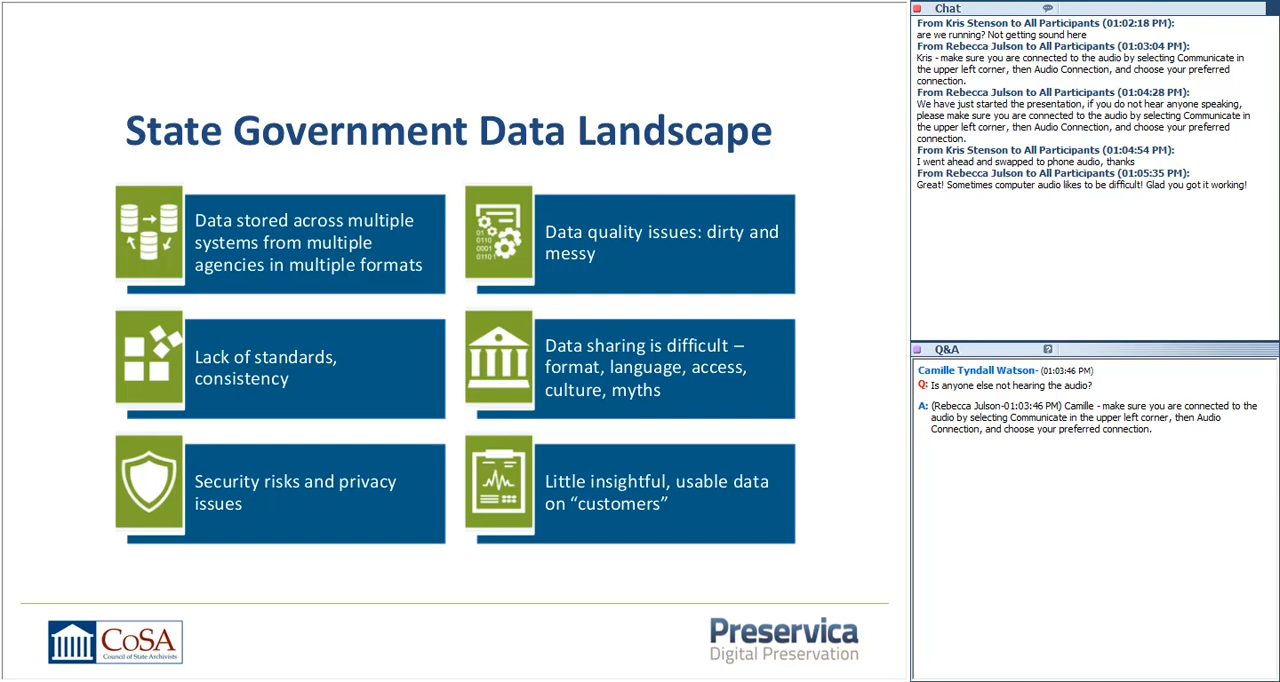 State Government Data Landscape
Data stored across multiple
systems from multiple
agencies in multiple formats
Data quality issues: dirty and
messy
Lack of standards,
consistency
Data sharing is difficult –
format, language, access,
culture, myths
Security risks and privacy
issues
Little insightful, usable data
on “customers”
CoSA
Council of State Archivists
Preservica
Digital Preservation
Chat
From Kris Stenson to All Participants (01:02:18 PM):
are we running? Not getting sound here
From Rebecca Julson to All Participants (01:03:04 PM):
Kris - make sure you are connected to the audio by selecting Communicate in
the upper left corner, then Audio Connection, and choose your preferred
connection.
From Rebecca Julson to All Participants (01:04:28 PM):
We have just started the presentation, if you do not hear anyone speaking,
please make sure you are connected to the audio by selecting Communicate in
the upper left corner, then Audio Connection, and choose your preferred
connection.
From Kris Stenson to All Participants (01:04:54 PM):
I went ahead and swapped to phone audio, thanks
From Rebecca Julson to All Participants (01:05:35 PM):
Great! Sometimes computer audio likes to be difficult! Glad you got it working!
Q&A
Camille Tyndall Watson- (01:03:46 PM)
Q: Is anyone else not hearing the audio?
A: (Rebecca Julson-01:03:46 PM) Camille - make sure you are connected to the
audio by selecting Communicate in the upper left corner, then Audio
Connection, and choose your preferred connection.